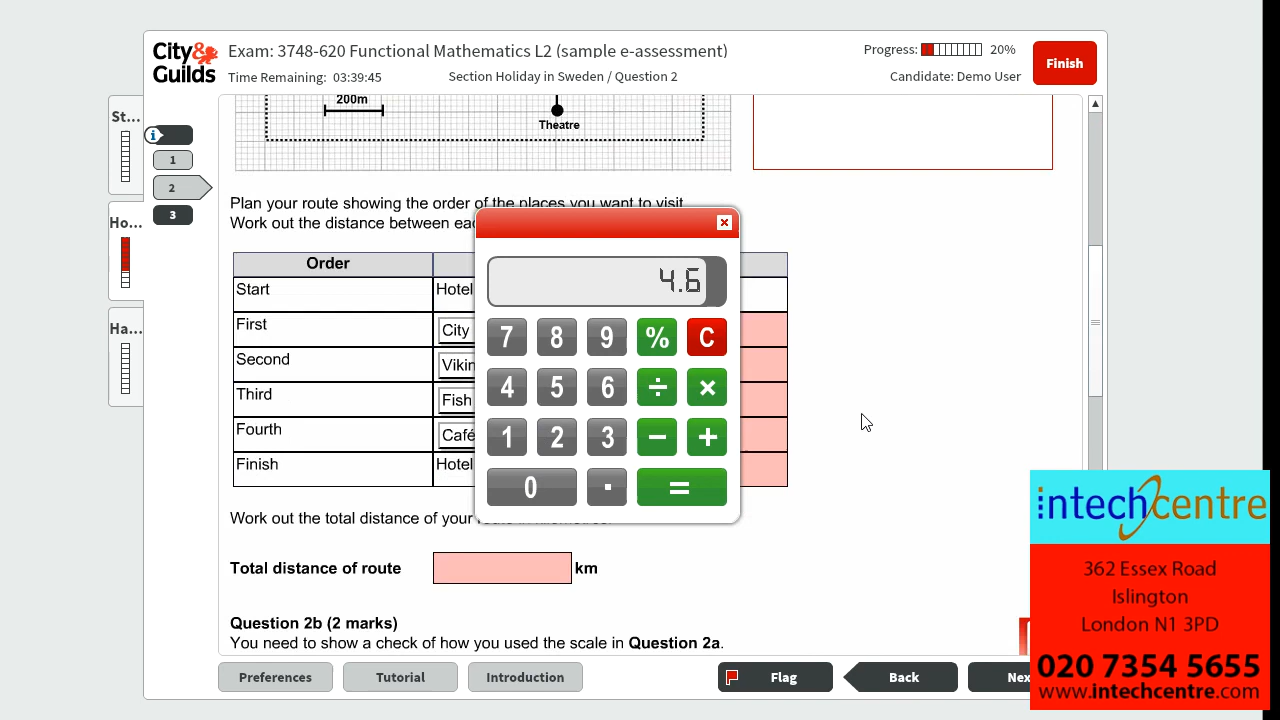 City&
Guilds
Exam: 3748-620 Functional Mathematics L2 (sample e-assessment)
Time Remaining: 03:39:45
Section Holiday in Sweden / Question 2
Progress: 20%
Candidate: Demo User
Finish
St...
Ho...
Ha...
i
1
2
3
200m
Theatre
Plan your route showing the order of the places you want to visit
Work out the distance between
Order
Start Hotel
First City
Second
Third Fish
Fourth Café
Finish Hotel
4.6
7 8 9 % C
4 5 6 ÷ ×
1 2 3 − +
0 . =
Work out the total distance of your
Total distance of route km
Question 2b (2 marks)
You need to show a check of how you used the scale in Question 2a.
Preferences
Tutorial
Introduction
Flag
Back
intechcentre
362 Essex Road
Islington
London N1 3PD
020 7354 5655
www.intechcentre.com